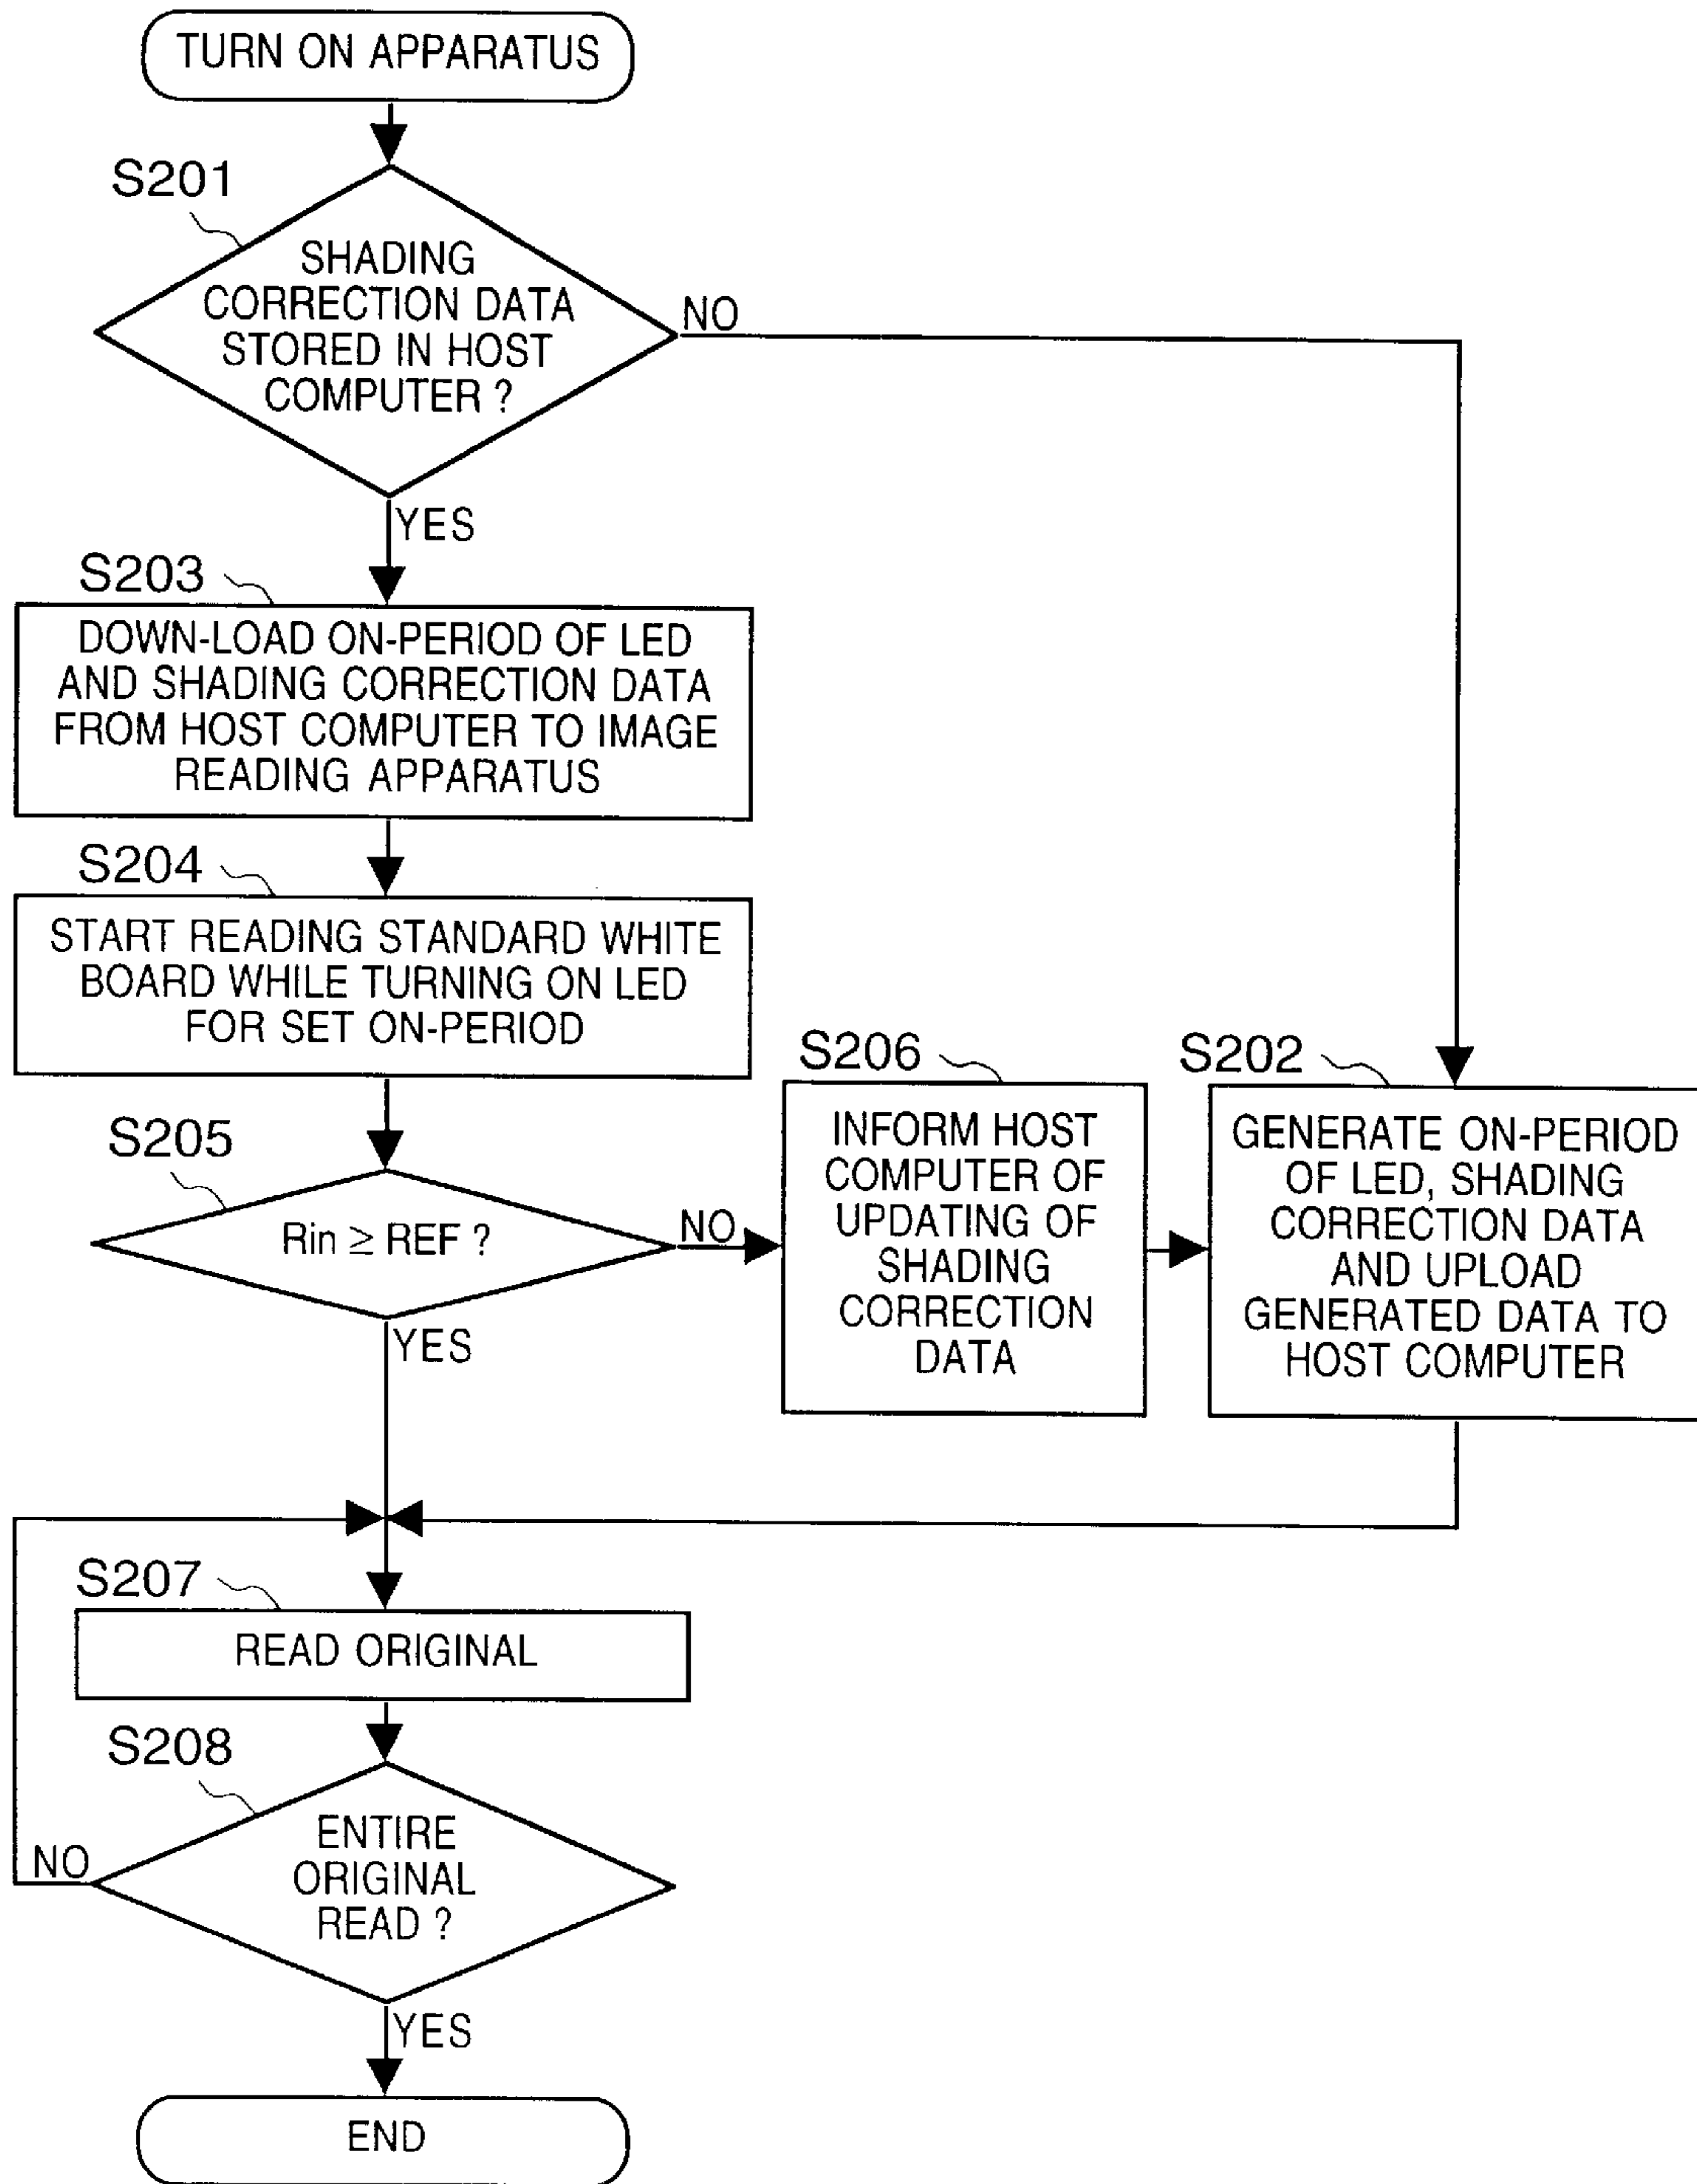 TURN ON APPARATUS
S201
SHADING
CORRECTION DATA
STORED IN HOST
COMPUTER ?
NO
YES
S203
DOWN-LOAD ON-PERIOD OF LED
AND SHADING CORRECTION DATA
FROM HOST COMPUTER TO IMAGE
READING APPARATUS
S204
START READING STANDARD WHITE
BOARD WHILE TURNING ON LED
FOR SET ON-PERIOD
S205
Rin ≥ REF ?
NO
YES
S206
INFORM HOST
COMPUTER OF
UPDATING OF
SHADING
CORRECTION
DATA
S202
GENERATE ON-PERIOD
OF LED, SHADING
CORRECTION DATA
AND UPLOAD
GENERATED DATA TO
HOST COMPUTER
S207
READ ORIGINAL
S208
ENTIRE
ORIGINAL
READ ?
NO
YES
END